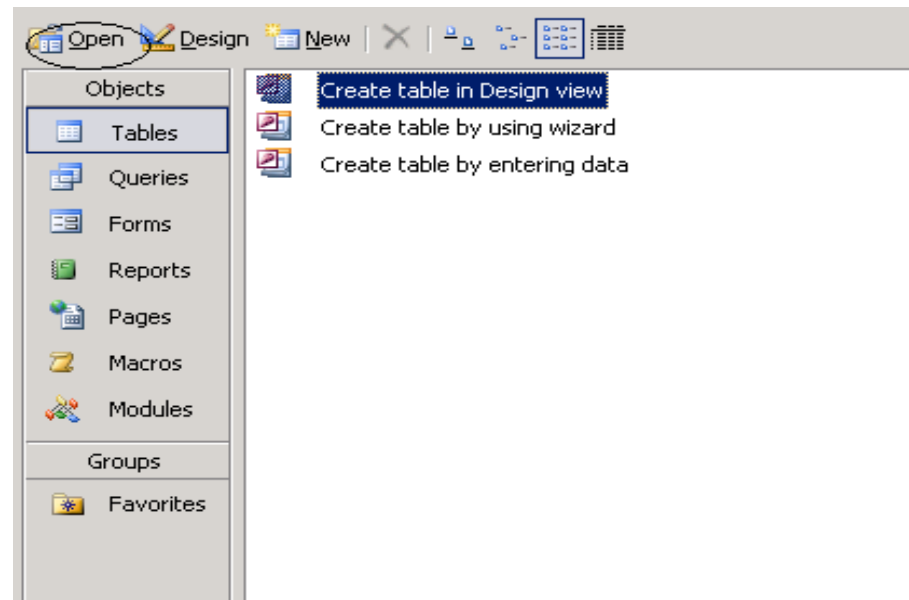 Open Design New
Objects
Create table in Design view
Tables
Create table by using wizard
Create table by entering data
Queries
Forms
Reports
Pages
Macros
Modules
Groups
Favorites